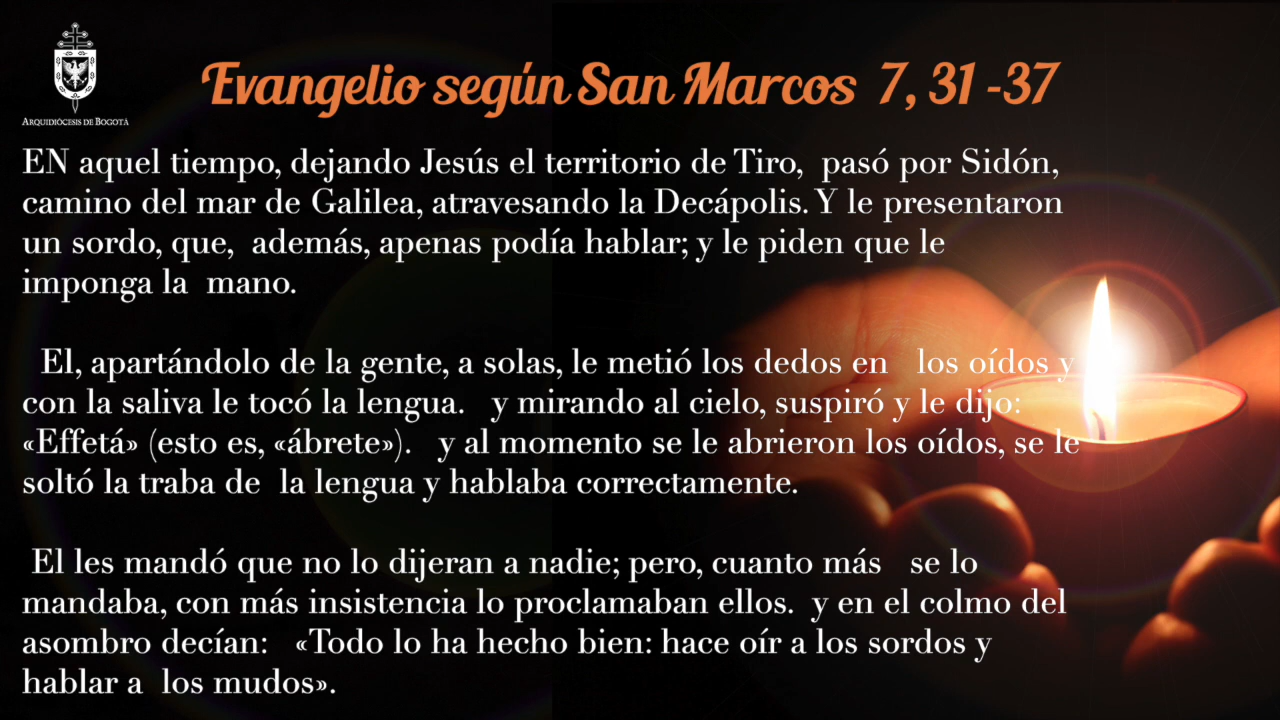 Evangelio según San Marcos 7, 31 -37
ARQUIDIÓCESIS DE BOGOTÁ
EN aquel tiempo, dejando Jesús el territorio de Tiro, pasó por Sidón,
camino del mar de Galilea, atravesando la Decápolis. Y le presentaron
un sordo, que, además, apenas podía hablar; y le piden que le
imponga la mano.
El, apartándolo de la gente, a solas, le metió los dedos en los oídos y
con la saliva le tocó la lengua. y mirando al cielo, suspiró y le dijo:
«Effetá» (esto es, «ábrete»). y al momento se le abrieron los oídos, se le
soltó la traba de la lengua y hablaba correctamente.
El les mandó que no lo dijeran a nadie; pero, cuanto más se lo
mandaba, con más insistencia lo proclamaban ellos. y en el colmo del
asombro decían: «Todo lo ha hecho bien: hace oír a los sordos y
hablar a los mudos».